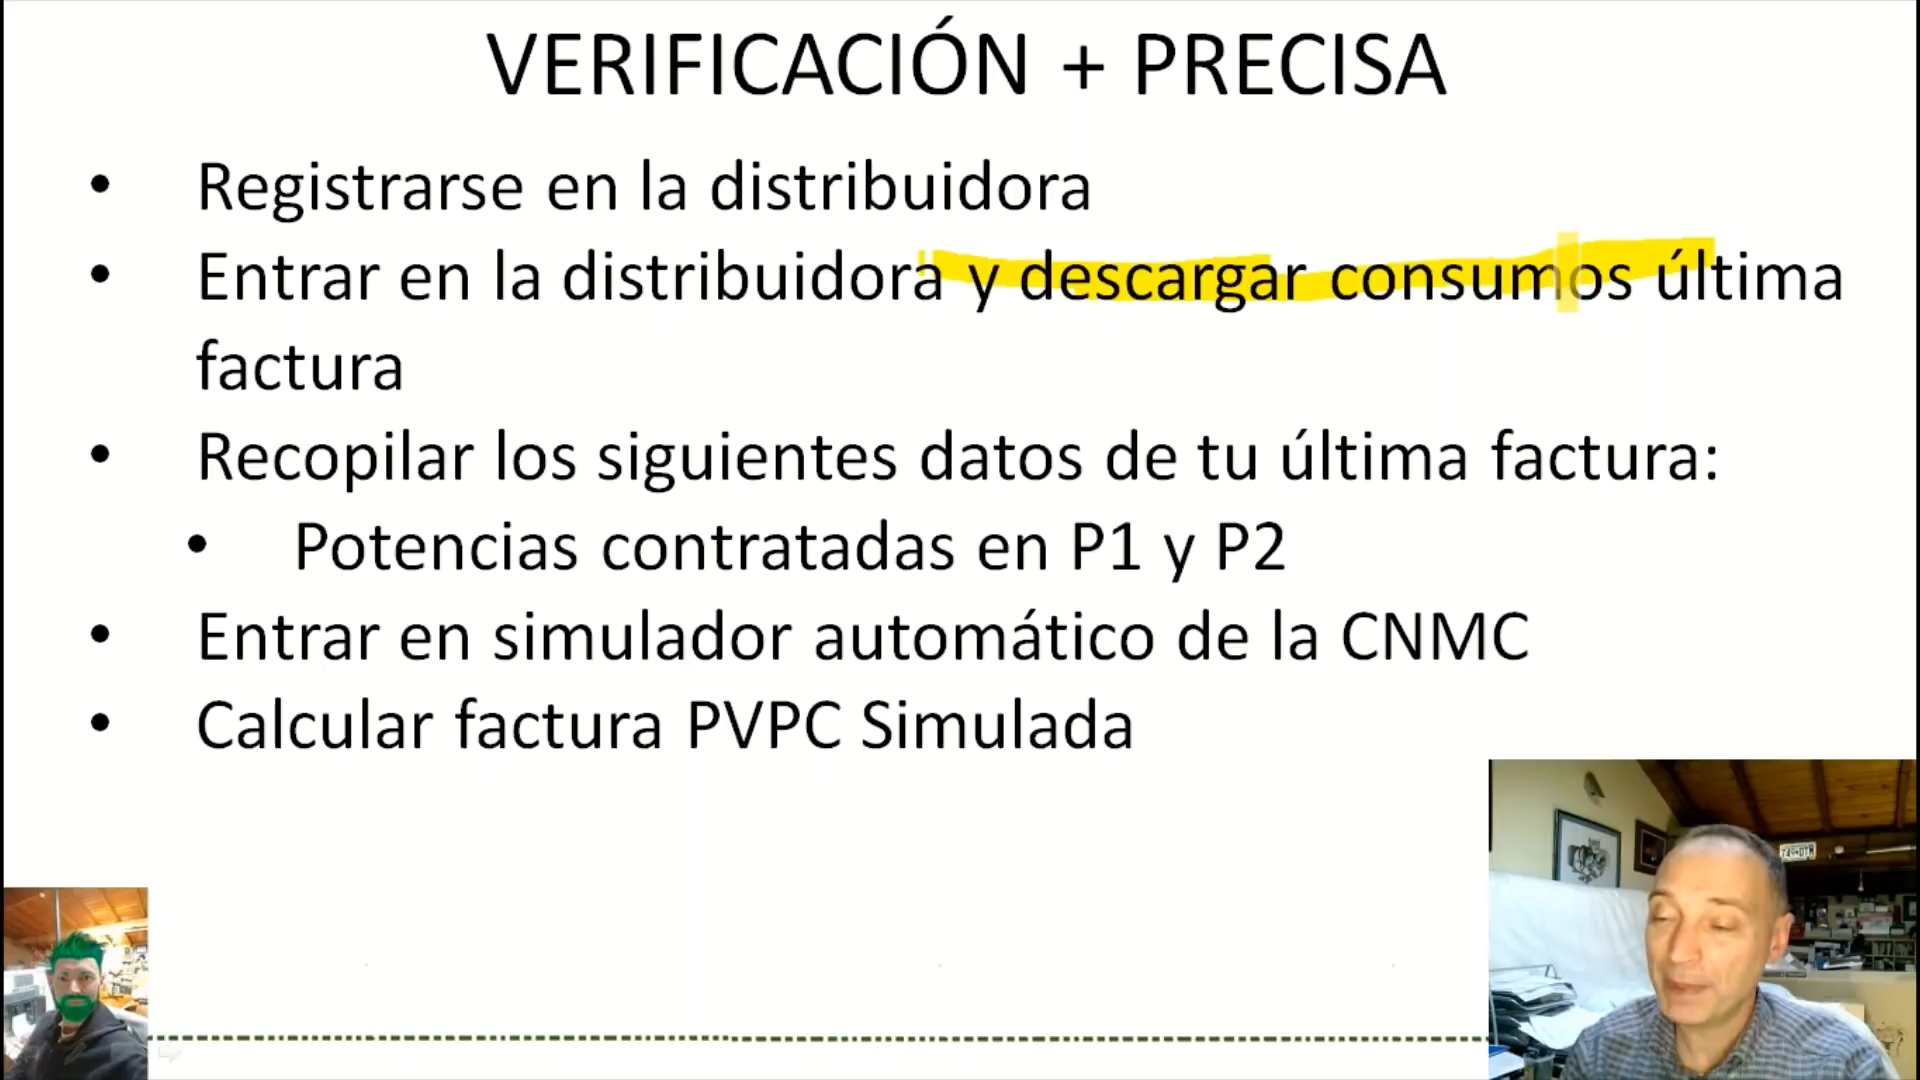 VERIFICACIÓN + PRECISA
• Registrarse en la distribuidora
• Entrar en la distribuidora y descargar consumos última
factura
• Recopilar los siguientes datos de tu última factura:
• Potencias contratadas en P1 y P2
• Entrar en simulador automático de la CNMC
• Calcular factura PVPC Simulada